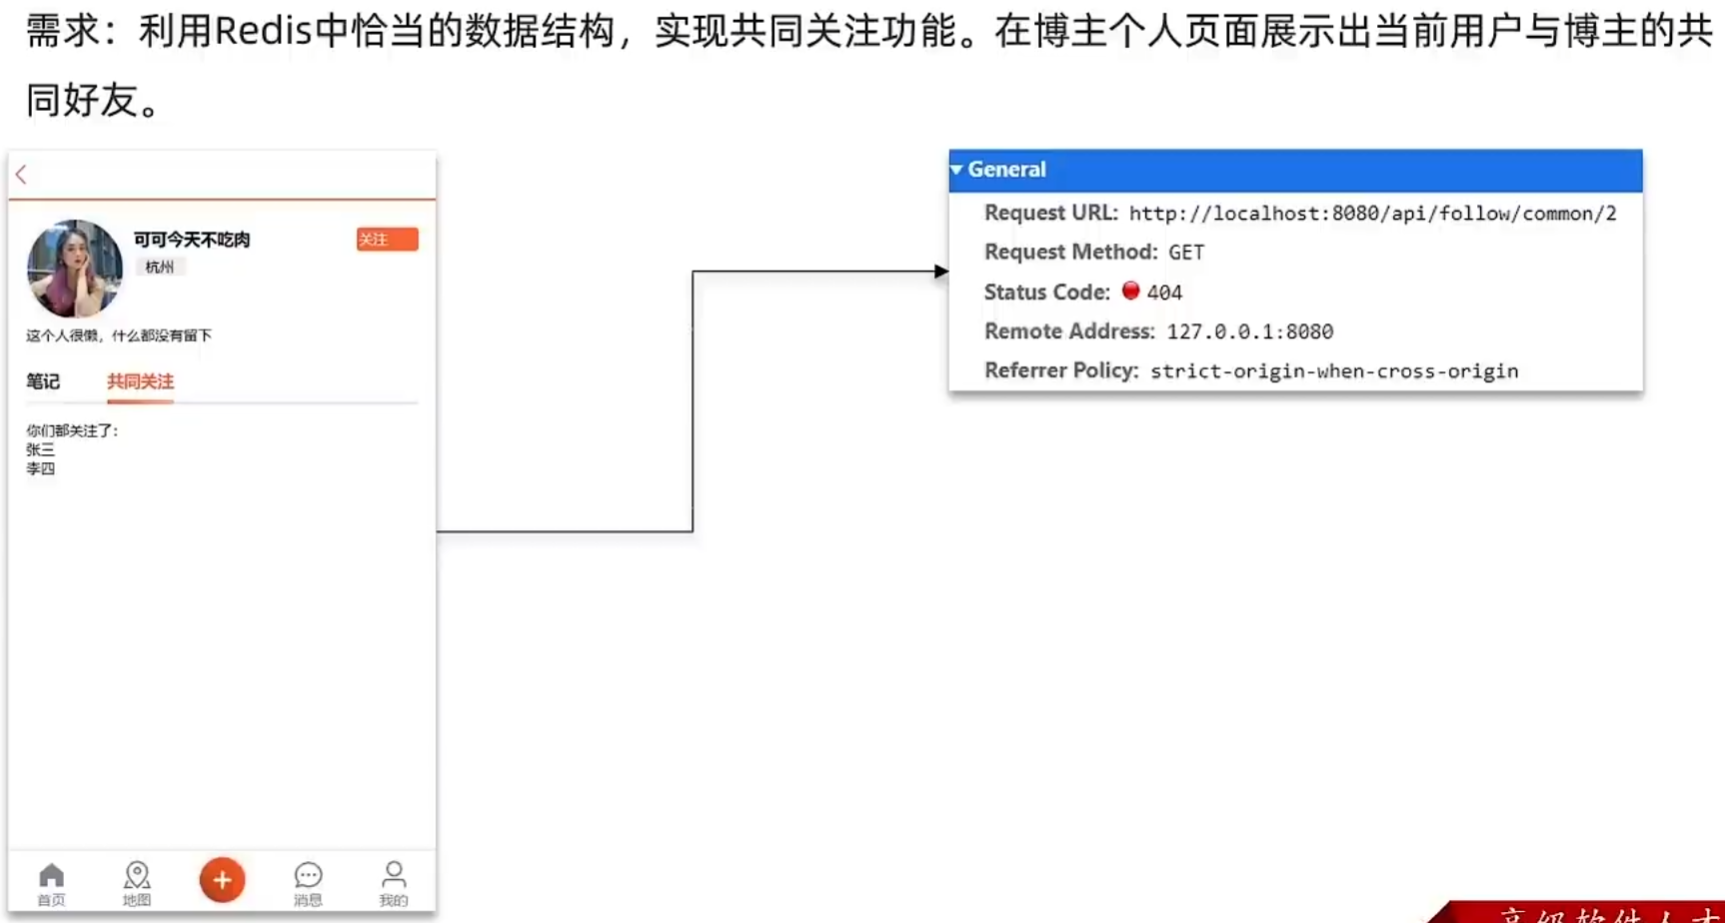 需求：利用Redis中恰当的数据结构，实现共同关注功能。在博主个人页面展示出当前用户与博主的共
同好友。
可可今天不吃肉
关注
杭州
这个人很懒，什么都没有留下
笔记 共同关注
你们都关注了：
张三
李四
首页 地图 消息 我的
General
Request URL: http://localhost:8080/api/follow/common/2
Request Method: GET
Status Code: 404
Remote Address: 127.0.0.1:8080
Referrer Policy: strict-origin-when-cross-origin
高级软件人才